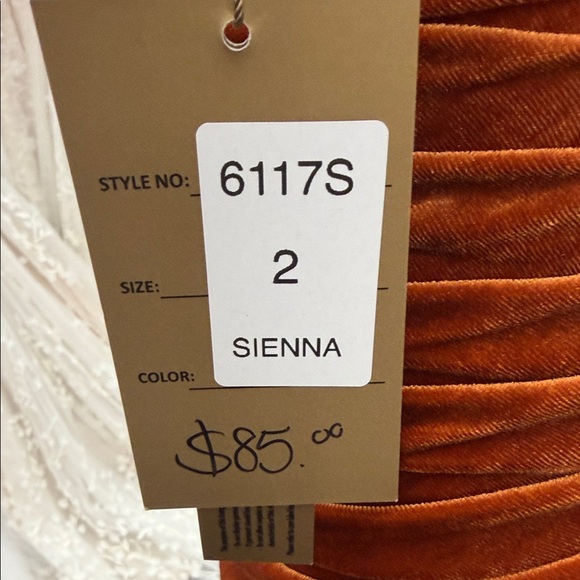 STYLE NO: 6117S
SIZE: 2
COLOR: SIENNA
$85.00